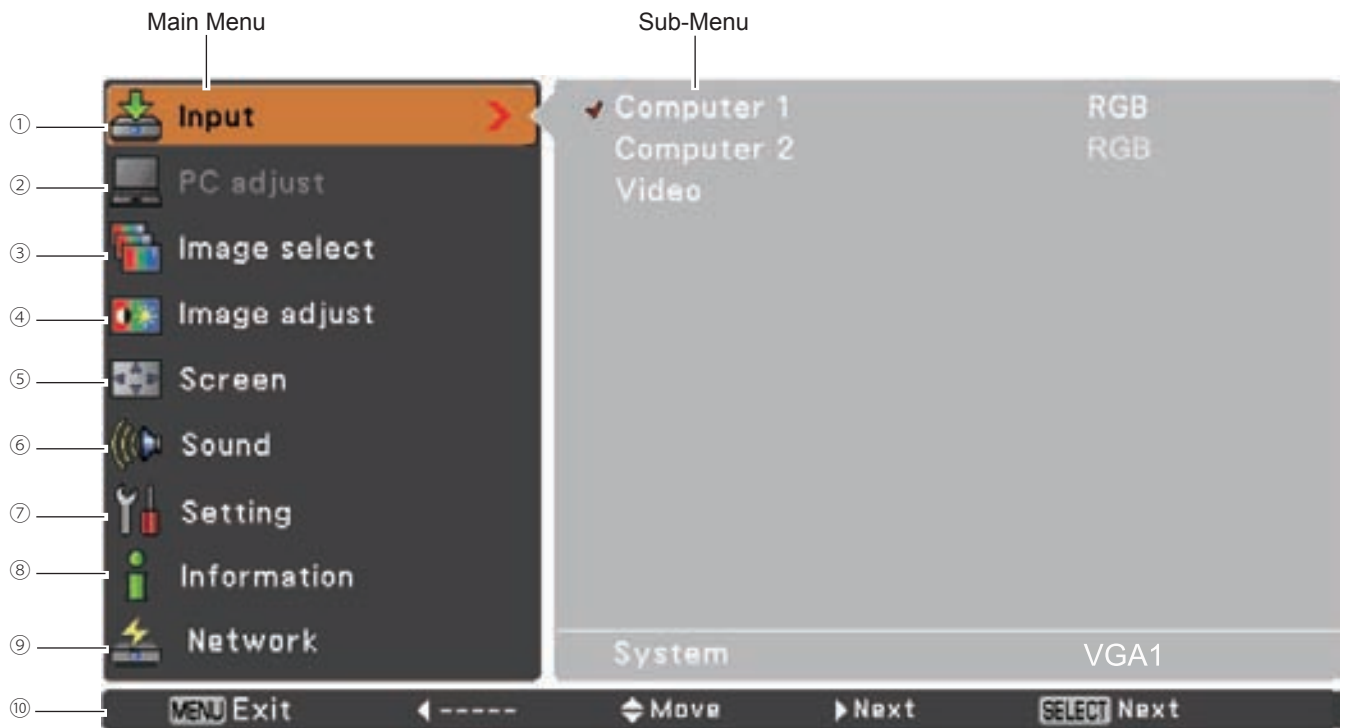 Main Menu Sub-Menu
① Input Computer 1 RGB
Computer 2 RGB
② PC adjust Video
③ Image select
④ Image adjust
⑤ Screen
⑥ Sound
⑦ Setting
⑧ Information
⑨ Network System VGA1
⑩ MENU Exit ----- Move Next SELECT Next